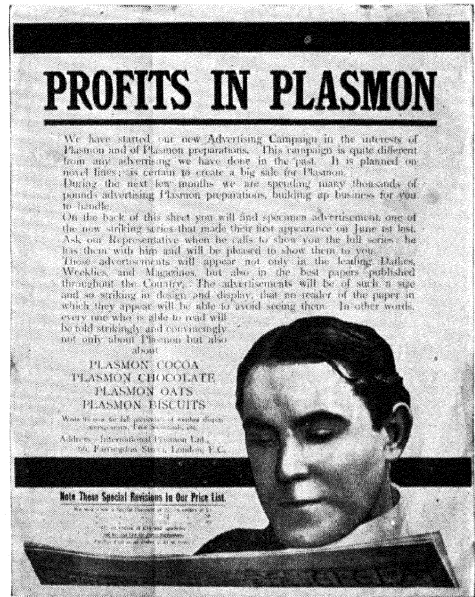 PROFITS IN PLASMON
We have started our new Advertising Campaign in the interests of
Plasmon and of Plasmon preparations. This campaign is quite different
from any advertising we have done in the past. It is planned on
novel lines; is certain to create a big sale for Plasmon.
During the next few months we are spending many thousands of
pounds advertising Plasmon preparations, building up business for you
to handle.
On the back of this sheet you will find specimen advertisement, one of
the new striking series that made their first appearance on June 1st last.
Ask our Representative when he calls to show you the full series; he
has them with him and will be pleased to show them to you.
These advertisements will appear not only in the leading Dailies,
Weeklies, and Magazines, but also in the best papers published
throughout the Country. The advertisements will be of such a size
and so striking in design and display, that no reader of the paper in
which they appear will be able to avoid seeing them. In other words,
every one who is able to read will
be told strikingly and convincingly
not only about Plasmon but also
about
PLASMON COCOA
PLASMON CHOCOLATE
PLASMON OATS
PLASMON BISCUITS
Write to us for full particulars of
Address: International Plasmon Ltd.,
Farringdon Street, London, E.C.
Note These Special Revisions in Our Price List.